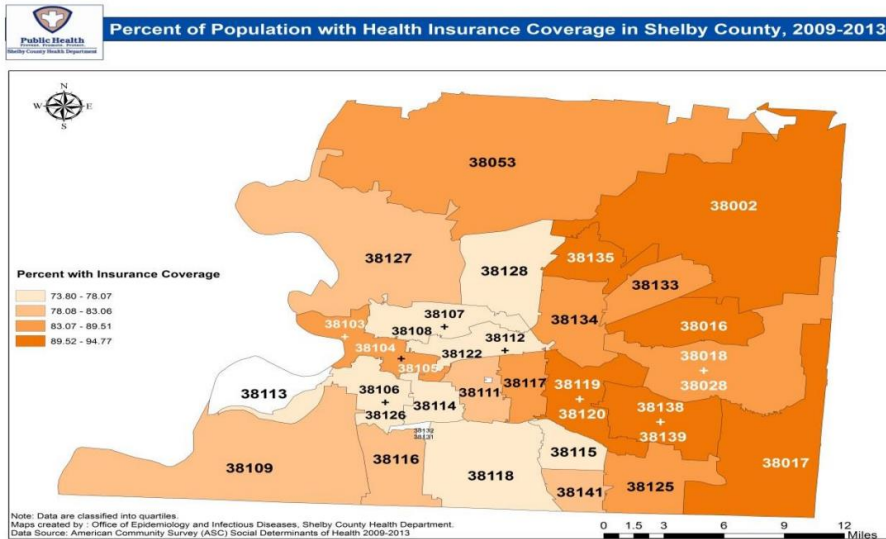 Public Health
Prevent. Promote. Protect.
Shelby County Health Department
Percent of Population with Health Insurance Coverage in Shelby County, 2009-2013
N
W E
S
38053
38002
38127
38128
38135
38133
38107
38103
38108
38134
38016
38112
38104
38122
38018
38105
38028
38113
38106
38111
38117
38119
38126
38114
38120
38138
38139
38132
38131
38109
38116
38118
38115
38017
38141
38125
Percent with Insurance Coverage
73.80 - 78.07
78.08 - 83.06
83.07 - 89.51
89.52 - 94.77
Note: Data are classified into quartiles.
Maps created by : Office of Epidemiology and Infectious Diseases, Shelby County Health Department.
Data Source: American Community Survey (ASC) Social Determinants of Health 2009-2013
0 1.5 3 6 9 12
Miles